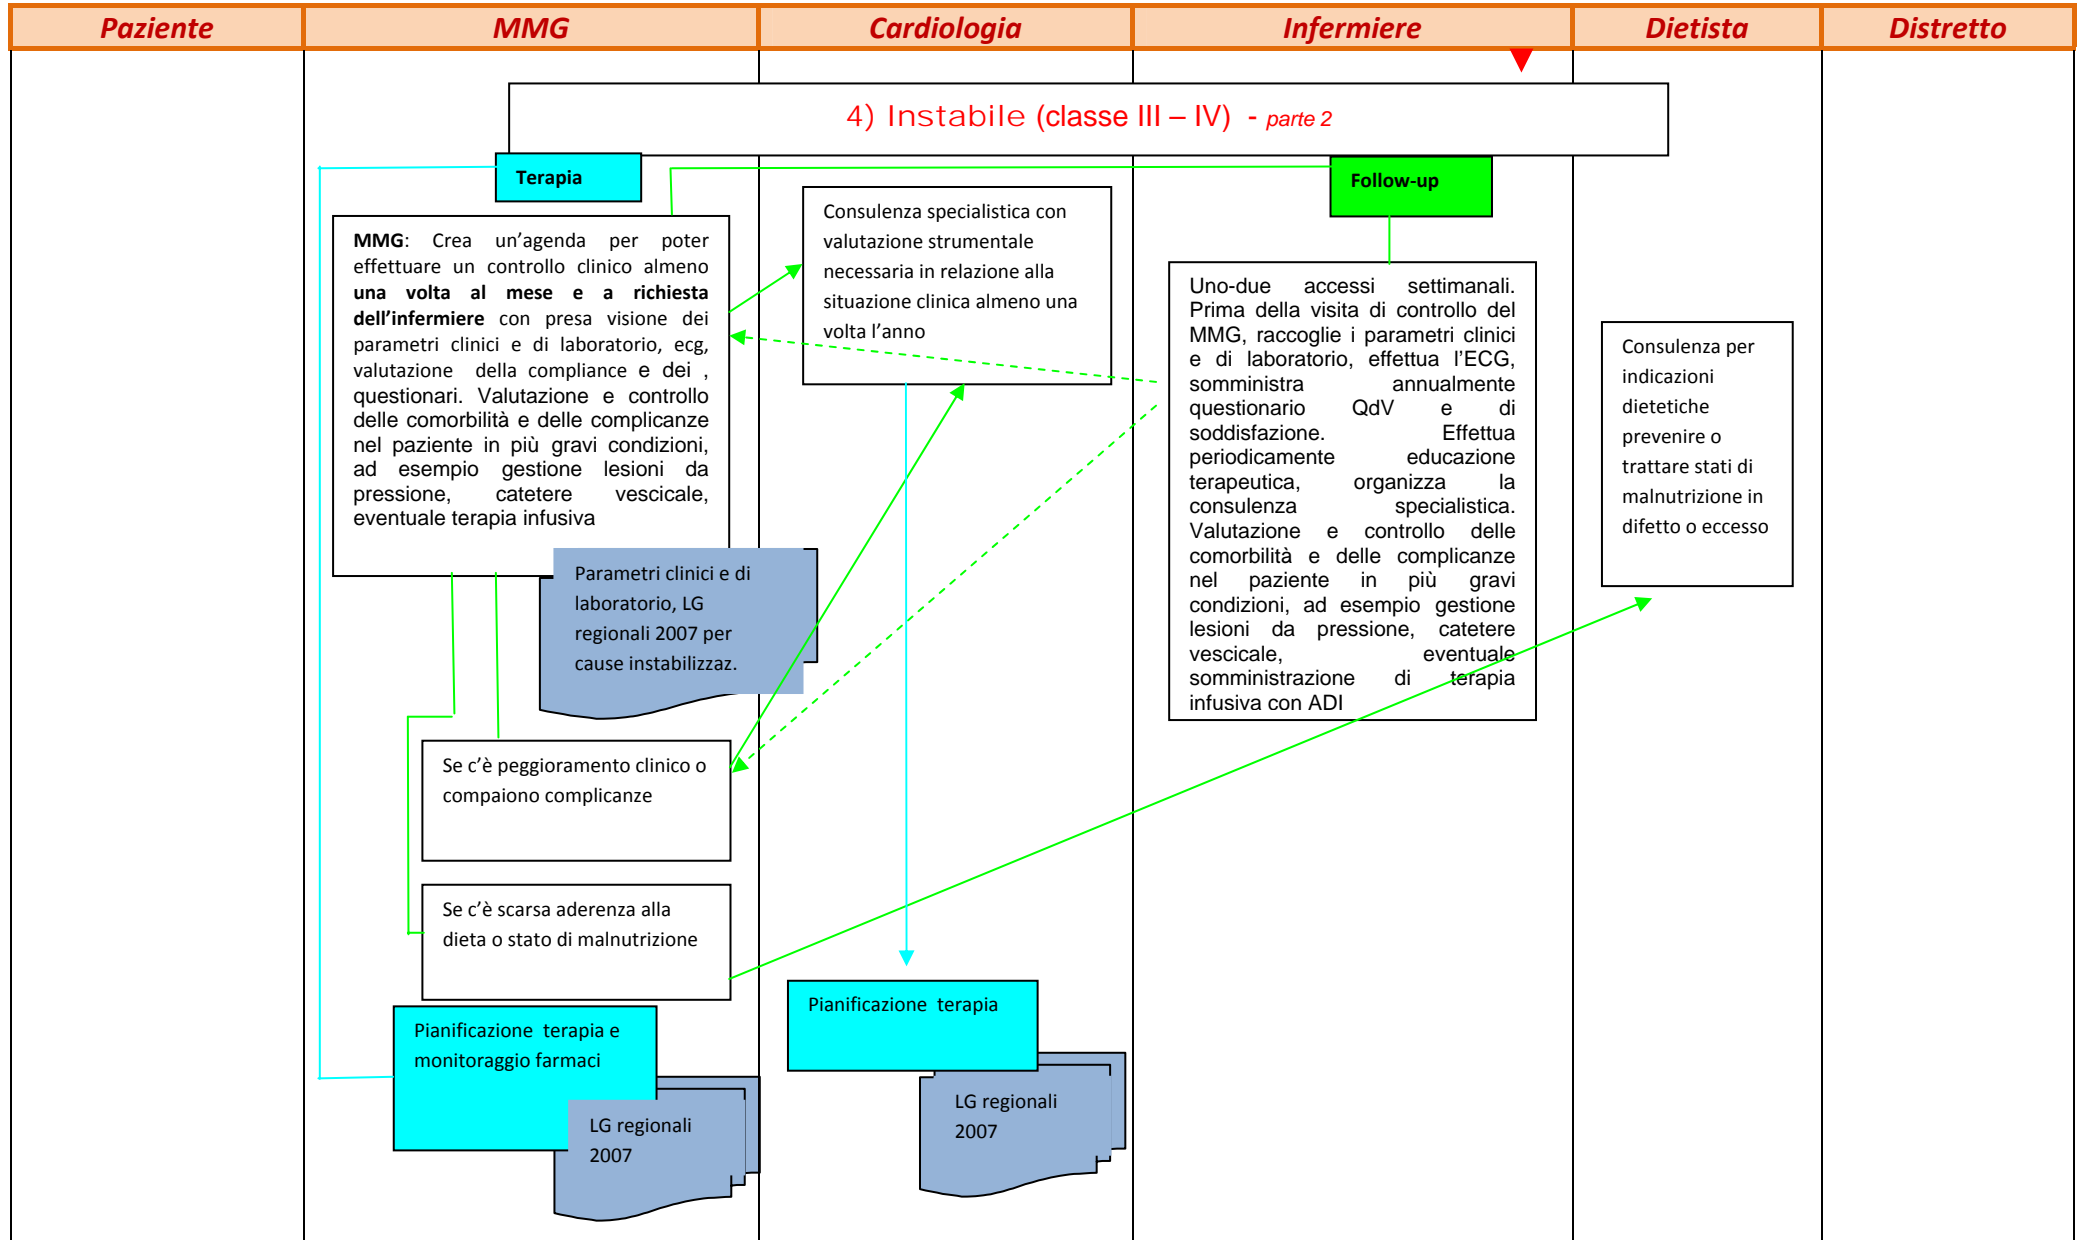 Paziente
MMG
Cardiologia
Infermiere
Dietista
Distretto
4) Instabile (classe III – IV) - parte 2
Terapia
Follow-up
MMG: Crea un'agenda per poter
effettuare un controllo clinico almeno
una volta al mese e a richiesta
dell'infermiere con presa visione dei
parametri clinici e di laboratorio, ecg,
valutazione della compliance e dei ,
questionari. Valutazione e controllo
delle comorbilità e delle complicanze
nel paziente in più gravi condizioni,
ad esempio gestione lesioni da
pressione, catetere vescicale,
eventuale terapia infusiva
Consulenza specialistica con
valutazione strumentale
necessaria in relazione alla
situazione clinica almeno una
volta l'anno
Uno-due accessi settimanali.
Prima della visita di controllo del
MMG, raccoglie i parametri clinici
e di laboratorio, effettua l'ECG,
somministra annualmente
questionario QdV e di
soddisfazione. Effettua
periodicamente educazione
terapeutica, organizza la
consulenza specialistica.
Valutazione e controllo delle
comorbilità e delle complicanze
nel paziente in più gravi
condizioni, ad esempio gestione
lesioni da pressione, catetere
vescicale, eventuale
somministrazione di terapia
infusiva con ADI
Consulenza per
indicazioni
dietetiche
prevenire o
trattare stati di
malnutrizione in
difetto o eccesso
Parametri clinici e di
laboratorio, LG
regionali 2007 per
cause instabilizzaz.
Se c'è peggioramento clinico o
compaiono complicanze
Se c'è scarsa aderenza alla
dieta o stato di malnutrizione
Pianificazione terapia e
monitoraggio farmaci
LG regionali
2007
Pianificazione terapia
LG regionali
2007